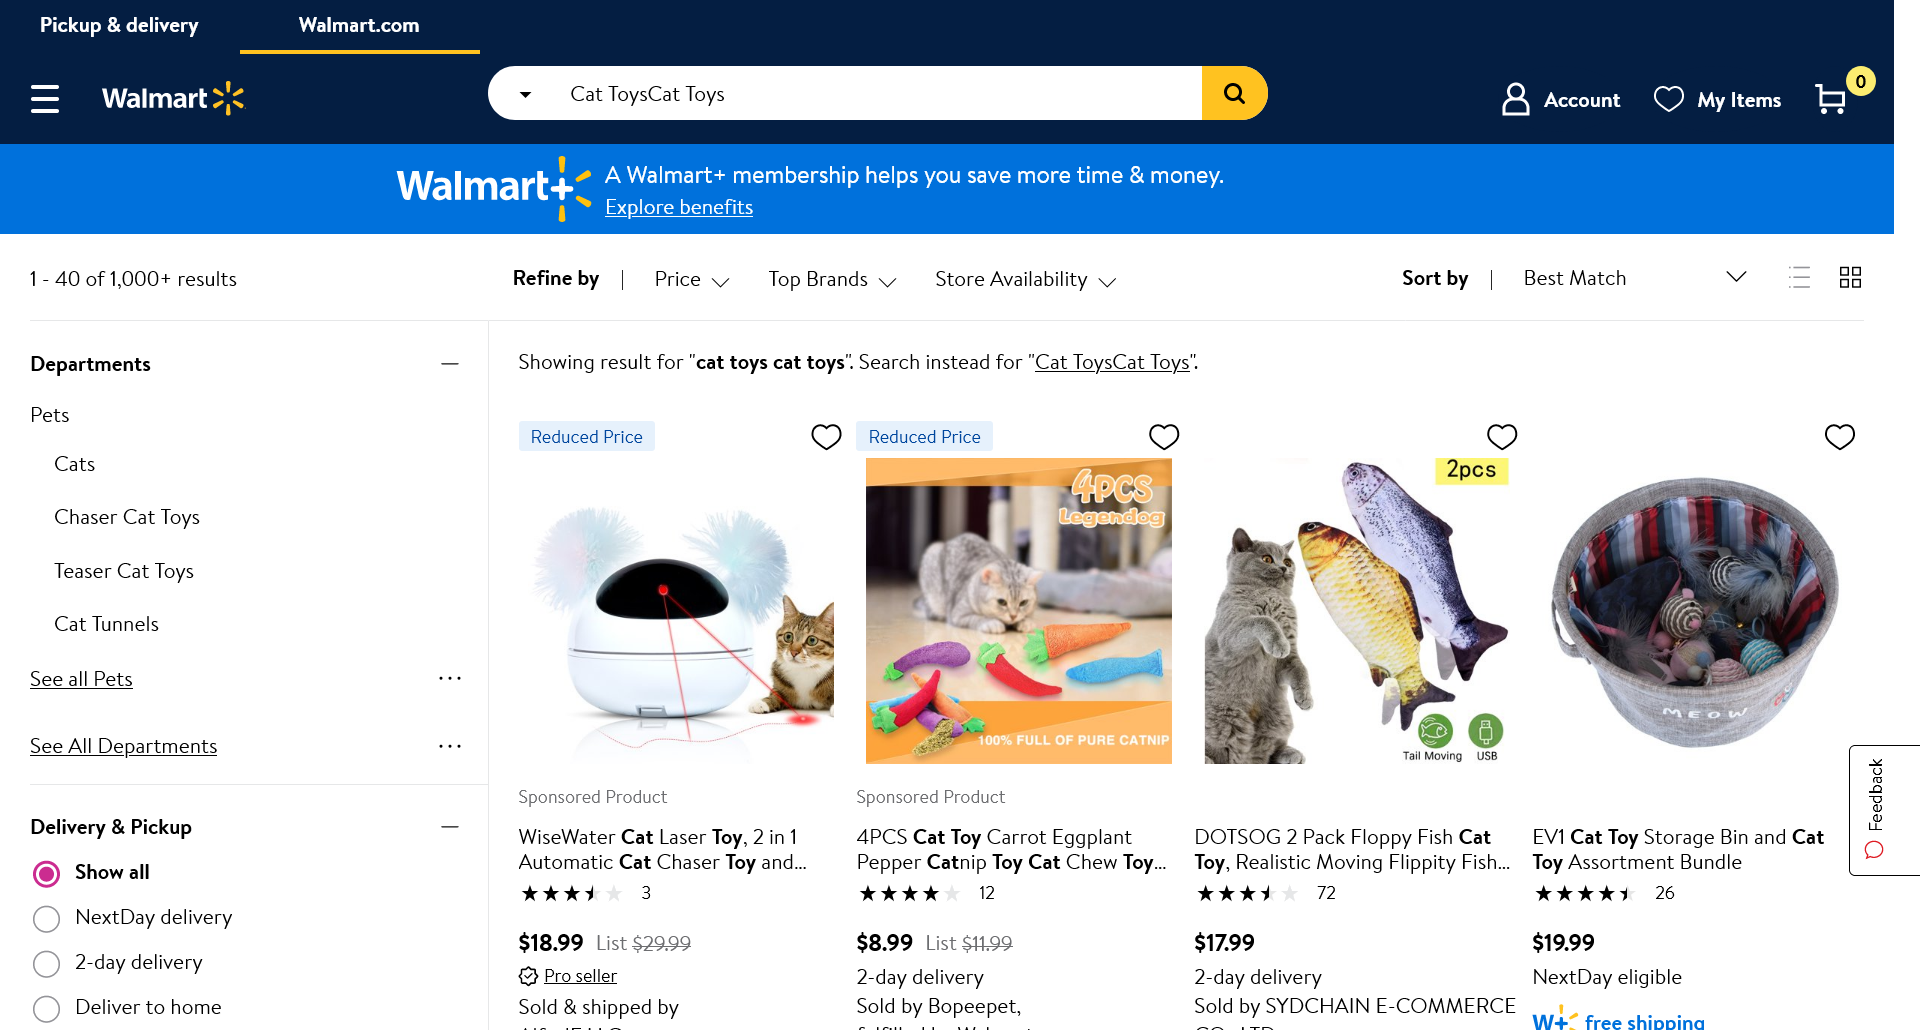 Pickup & delivery
Walmart.com
Walmart
Cat ToysCat Toys
Account
My Items
0
Walmart+
A Walmart+ membership helps you save more time & money.
Explore benefits
1 - 40 of 1,000+ results
Refine by
Price
Top Brands
Store Availability
Sort by
Best Match
Departments
Pets
Cats
Chaser Cat Toys
Teaser Cat Toys
Cat Tunnels
See all Pets
See All Departments
Delivery & Pickup
Show all
NextDay delivery
2-day delivery
Deliver to home
Showing result for "cat toys cat toys". Search instead for "Cat ToysCat Toys".
Reduced Price
Sponsored Product
WiseWater Cat Laser Toy, 2 in 1
Automatic Cat Chaser Toy and...
3
$18.99 List $29.99
Pro seller
Sold & shipped by
Reduced Price
4PCS
Legendog
100% FULL OF PURE CATNIP
Sponsored Product
4PCS Cat Toy Carrot Eggplant
Pepper Catnip Toy Cat Chew Toy...
12
$8.99 List $11.99
2-day delivery
Sold by Bopeepet,
2pcs
Tail Moving
USB
DOTSOG 2 Pack Floppy Fish Cat
Toy, Realistic Moving Flippity Fish...
72
$17.99
2-day delivery
Sold by SYDCHAIN E-COMMERCE
MEOW
EV1 Cat Toy Storage Bin and Cat
Toy Assortment Bundle
26
$19.99
NextDay eligible
W+ free shipping
Feedback